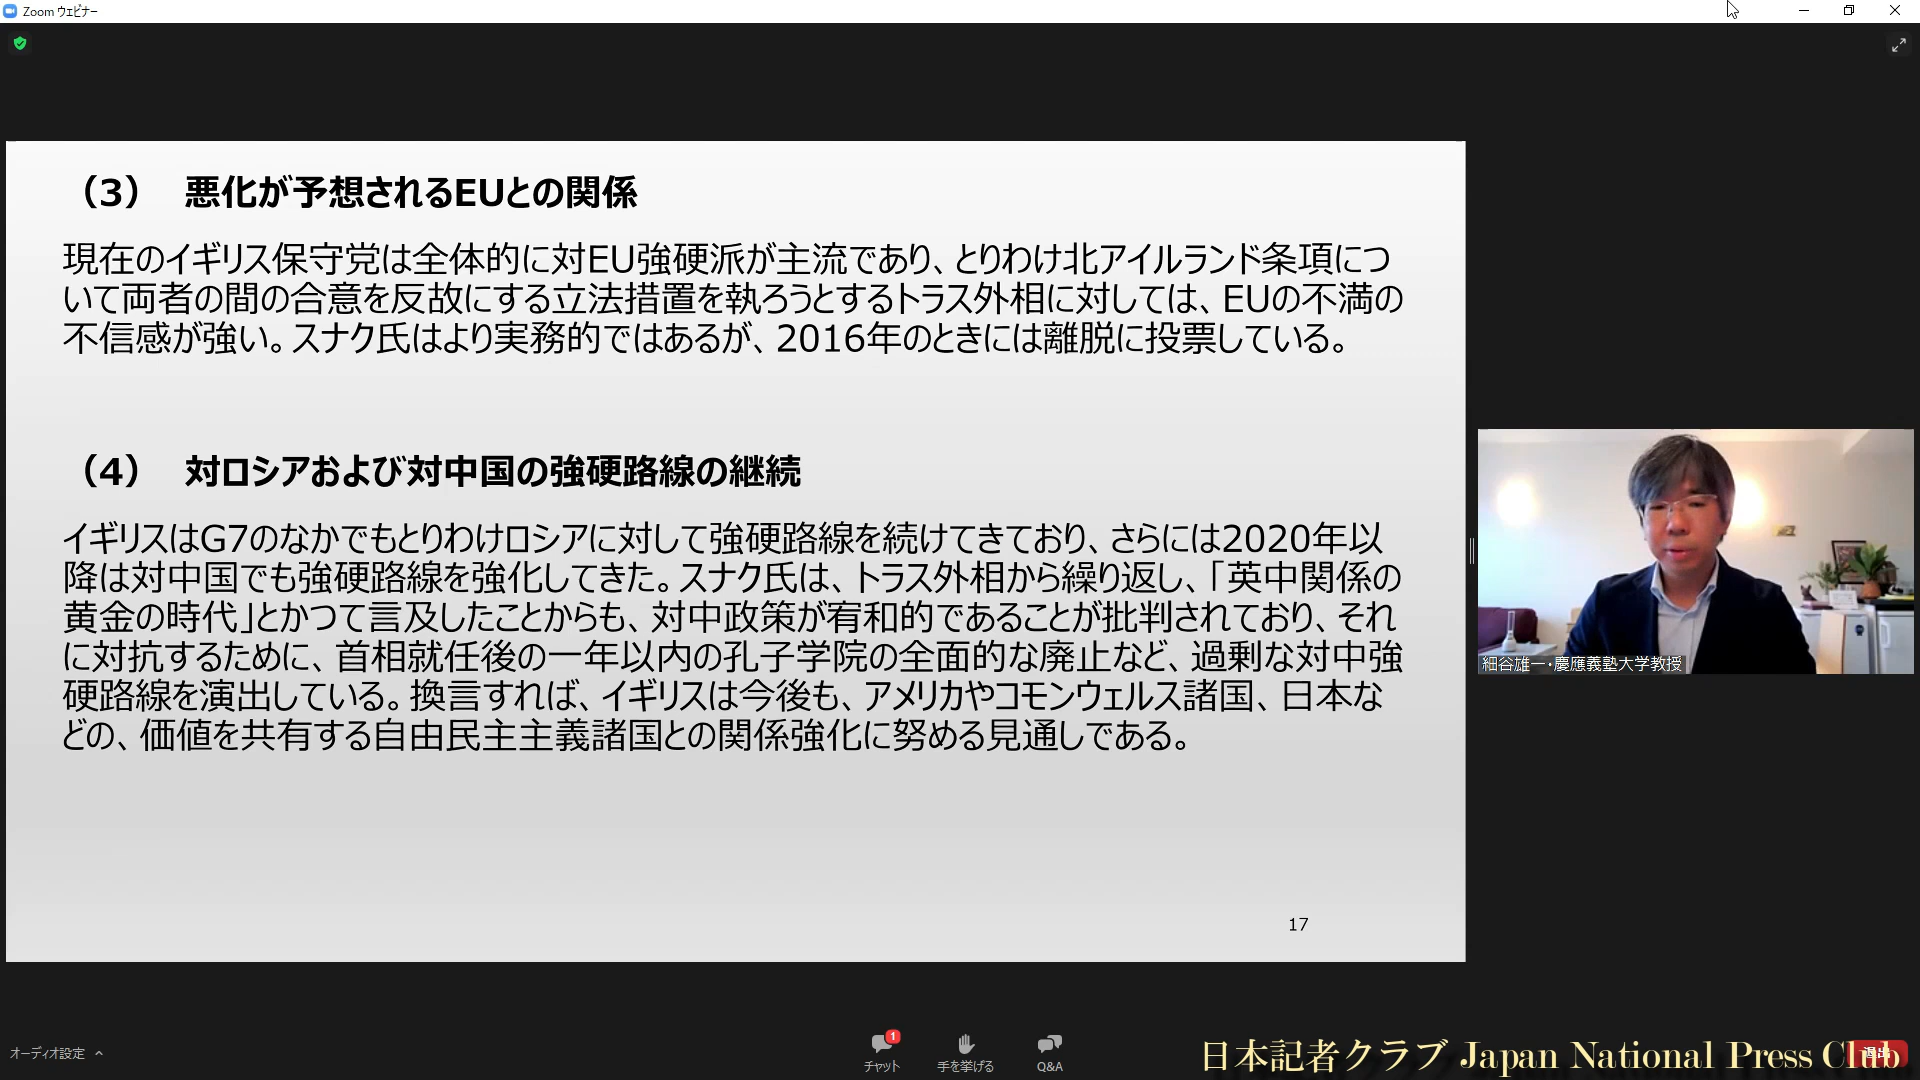 Zoom ウェビナー
（3） 悪化が予想されるEUとの関係
現在のイギリス保守党は全体的に対EU強硬派が主流であり、とりわけ北アイルランド条項につ
いて両者の間の合意を反故にする立法措置を執ろうとするトラス外相に対しては、EUの不満の
不信感が強い。スナク氏はより実務的ではあるが、2016年のときには離脱に投票している。
（4） 対ロシアおよび対中国の強硬路線の継続
イギリスはG7のなかでもとりわけロシアに対して強硬路線を続けてきており、さらには2020年以
降は対中国でも強硬路線を強化してきた。スナク氏は、トラス外相から繰り返し、「英中関係の
黄金の時代」とかつて言及したことからも、対中政策が宥和的であることが批判されており、それ
に対抗するために、首相就任後の一年以内の孔子学院の全面的な廃止など、過剰な対中強
硬路線を演出している。換言すれば、イギリスは今後も、アメリカやコモンウェルス諸国、日本な
どの、価値を共有する自由民主主義諸国との関係強化に努める見通しである。
17
細谷雄一・慶應義塾大学教授
オーディオ設定
1
チャット
手を挙げる
Q&A
退出
日本記者クラブ Japan National Press Club